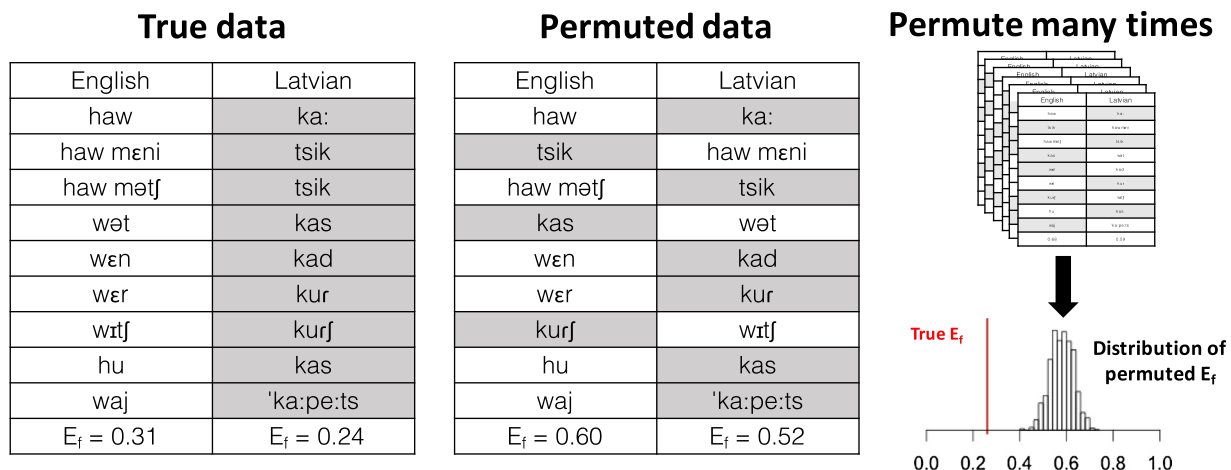 True data
English Latvian
haw ka:
haw mɛni tsik
haw mətʃ tsik
wət kas
wɛn kad
wɛr kuɾ
wɪtʃ kuɾʃ
hu kas
waj ˈka:pe:ts
Ef = 0.31 Ef = 0.24
Permuted data
English Latvian
haw ka:
tsik haw mɛni
haw mətʃ tsik
kas wət
wɛn kad
wɛr kuɾ
kuɾʃ wɪtʃ
hu kas
waj ˈka:pe:ts
Ef = 0.60 Ef = 0.52
Permute many times
English Latvian
True Ef
Distribution of
permuted Ef
0.0 0.2 0.4 0.6 0.8 1.0